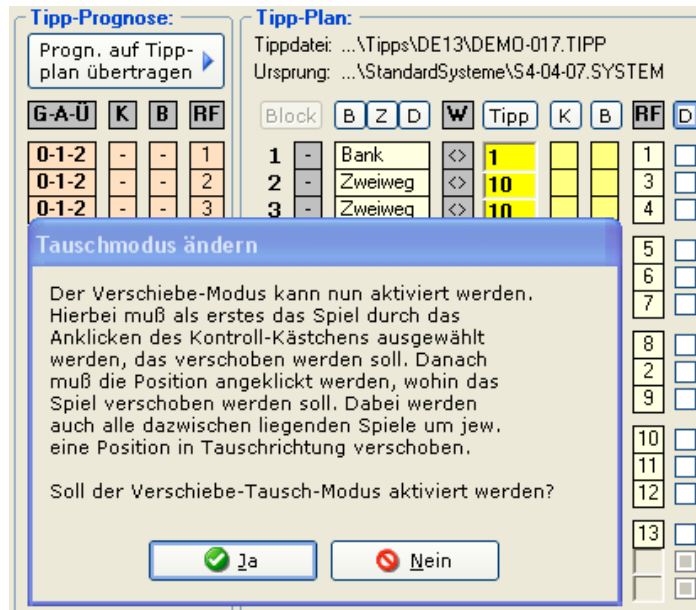 Tipp-Prognose:
Progn. auf Tipp-
plan übertragen
G-A-Ü K B RF
0-1-2 - - 1
0-1-2 - - 2
0-1-2 - - 3
Tipp-Plan:
Tippdatei: ...\Tipps\DE13\DEMO-017.TIPP
Ursprung: ...\StandardSysteme\S4-04-07.SYSTEM
Block B Z D W Tipp K B RF D
1 - Bank <> 1 1
2 - Zweiweg <> 10 3
3 - Zweiweg <> 10 4
5
6
7
8
2
9
10
11
12
13
Tauschmodus ändern
Der Verschiebe-Modus kann nun aktiviert werden.
Hierbei muß als erstes das Spiel durch das
Anklicken des Kontroll-Kästchens ausgewählt
werden, das verschoben werden soll. Danach
muß die Position angeklickt werden, wohin das
Spiel verschoben werden soll. Dabei werden
auch alle dazwischen liegenden Spiele um jew.
eine Position in Tauschrichtung verschoben.
Soll der Verschiebe-Tausch-Modus aktiviert werden?
Ja
Nein